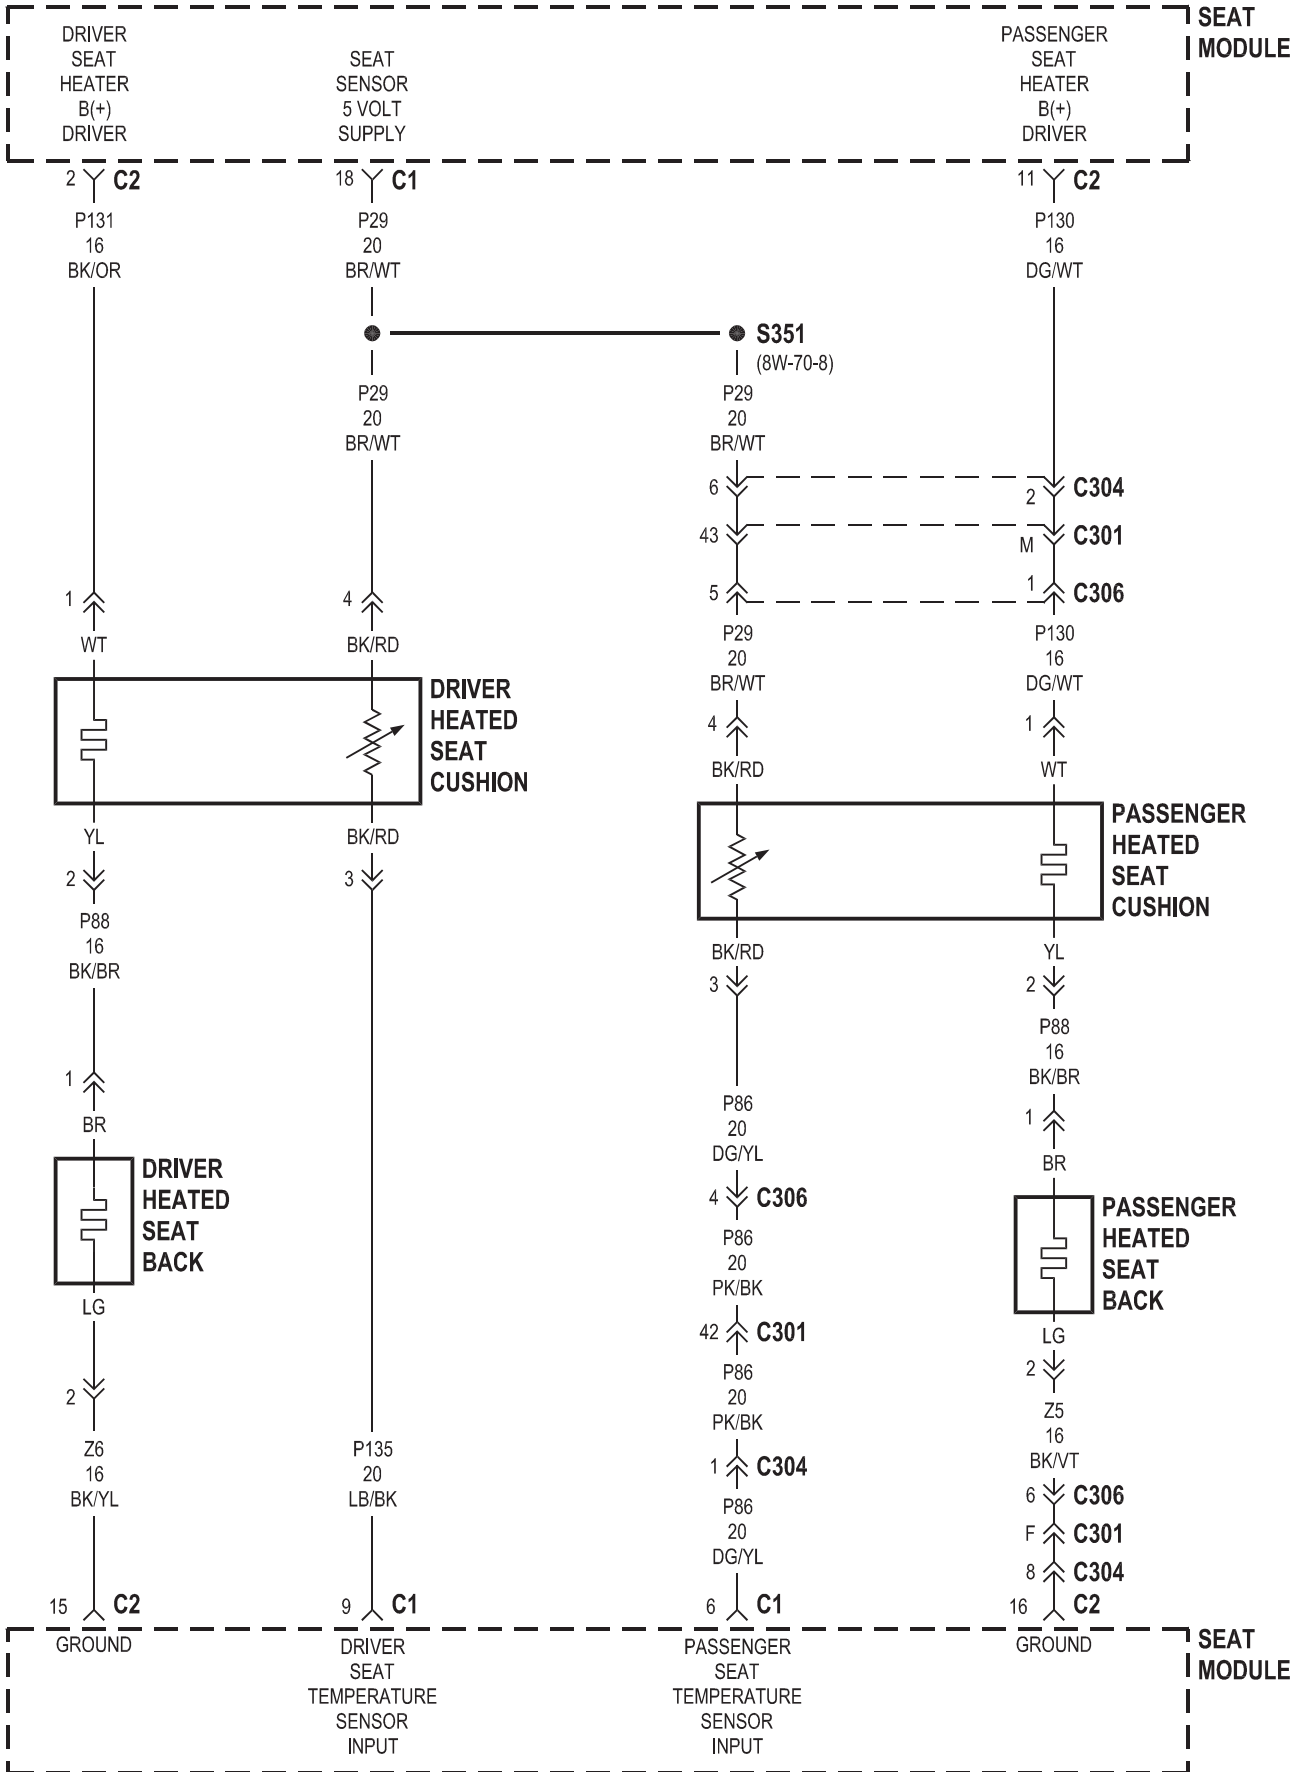 DRIVER
SEAT
HEATER
B(+)
DRIVER
SEAT
SENSOR
5 VOLT
SUPPLY
PASSENGER
SEAT
HEATER
B(+)
DRIVER
SEAT
MODULE
2 C2
18 C1
11 C2
P131
16
BK/OR
P29
20
BR/WT
P130
16
DG/WT
S351
(8W-70-8)
P29
20
BR/WT
P29
20
BR/WT
6
2 C304
43
M C301
5
1 C306
1
WT
4
BK/RD
P29
20
BR/WT
P130
16
DG/WT
DRIVER
HEATED
SEAT
CUSHION
4
BK/RD
1
WT
YL
2
BK/RD
3
PASSENGER
HEATED
SEAT
CUSHION
P88
16
BK/BR
BK/RD
3
YL
2
P88
16
BK/BR
1
BR
P86
20
DG/YL
1
BR
DRIVER
HEATED
SEAT
BACK
4 C306
PASSENGER
HEATED
SEAT
BACK
P86
20
PK/BK
LG
2
42 C301
LG
2
P86
20
PK/BK
Z5
16
BK/VT
Z6
16
BK/YL
P135
20
LB/BK
1 C304
P86
20
DG/YL
6 C306
F C301
8 C304
15 C2
9 C1
6 C1
16 C2
GROUND
DRIVER
SEAT
TEMPERATURE
SENSOR
INPUT
PASSENGER
SEAT
TEMPERATURE
SENSOR
INPUT
GROUND
SEAT
MODULE